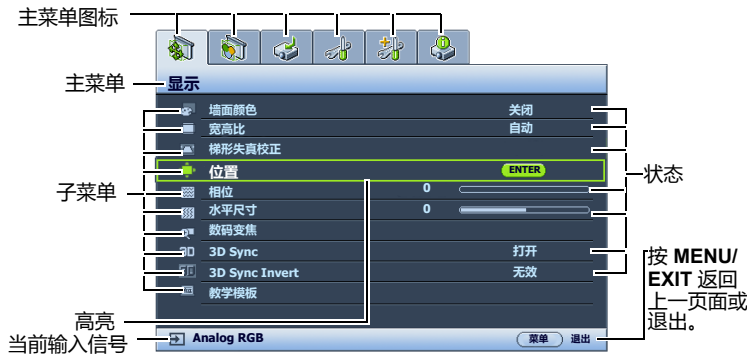 主菜单图标
主菜单
显示
墙面颜色 关闭
宽高比 自动
梯形失真校正
位置 ENTER
子菜单
状态
相位 0
水平尺寸 0
数码变焦
3D Sync 打开
3D Sync Invert 无效
教学模板
按 MENU/
EXIT 返回
上一页面或
退出。
高亮
当前输入信号
Analog RGB 菜单 退出